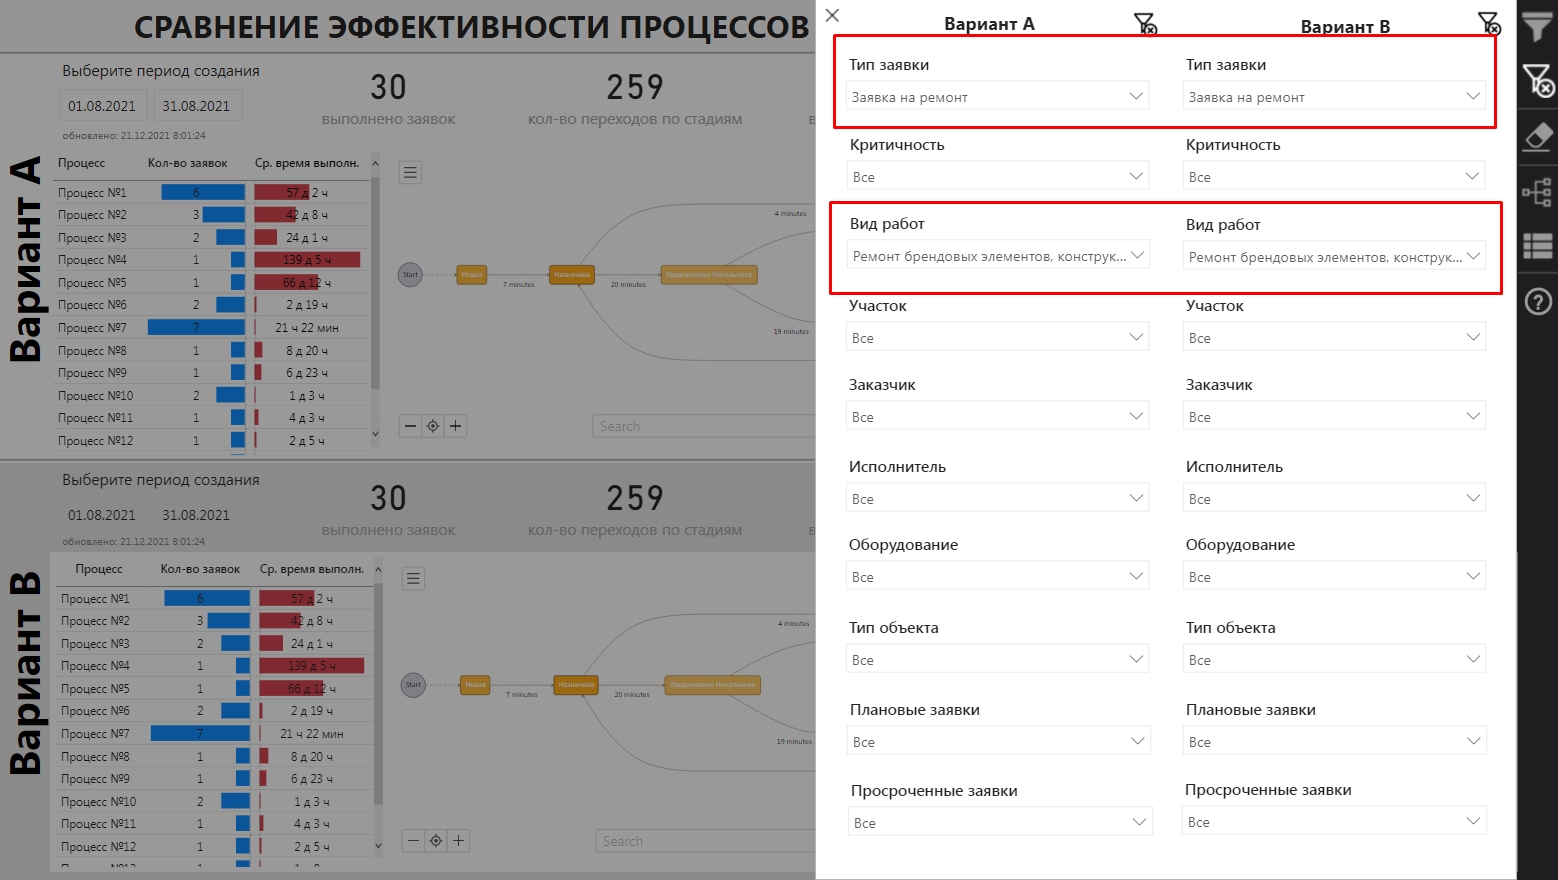 СРАВНЕНИЕ ЭФФЕКТИВНОСТИ ПРОЦЕССОВ
Вариант А
Выберите период создания
01.08.2021 31.08.2021
обновлено: 21.12.2021 8:01:24
30
выполнено заявок
259
кол-во переходов по стадиям
Процесс Кол-во заявок Ср. время выполн.
Процесс №1 6 57 д 2 ч
Процесс №2 3 42 д 8 ч
Процесс №3 2 24 д 1 ч
Процесс №4 1 139 д 5 ч
Процесс №5 1 66 д 12 ч
Процесс №6 2 2 д 19 ч
Процесс №7 7 21 ч 22 мин
Процесс №8 1 8 д 20 ч
Процесс №9 1 6 д 23 ч
Процесс №10 2 1 д 3 ч
Процесс №11 1 4 д 3 ч
Процесс №12 1 2 д 5 ч
Start
Новая
7 minutes
Назначена
20 minutes
Уведомление Начальника
4 minutes
19 minutes
Search
Вариант В
Выберите период создания
01.08.2021 31.08.2021
обновлено: 21.12.2021 8:01:24
30
выполнено заявок
259
кол-во переходов по стадиям
Процесс Кол-во заявок Ср. время выполн.
Процесс №1 6 57 д 2 ч
Процесс №2 3 42 д 8 ч
Процесс №3 2 24 д 1 ч
Процесс №4 1 139 д 5 ч
Процесс №5 1 66 д 12 ч
Процесс №6 2 2 д 19 ч
Процесс №7 7 21 ч 22 мин
Процесс №8 1 8 д 20 ч
Процесс №9 1 6 д 23 ч
Процесс №10 2 1 д 3 ч
Процесс №11 1 4 д 3 ч
Процесс №12 1 2 д 5 ч
Start
Новая
7 minutes
Назначена
20 minutes
Уведомление Начальника
4 minutes
19 minutes
Search
Вариант А Вариант В
Тип заявки Тип заявки
Заявка на ремонт Заявка на ремонт
Критичность Критичность
Все Все
Вид работ Вид работ
Ремонт брендовых элементов, конструк... Ремонт брендовых элементов, конструк...
Участок Участок
Все Все
Заказчик Заказчик
Все Все
Исполнитель Исполнитель
Все Все
Оборудование Оборудование
Все Все
Тип объекта Тип объекта
Все Все
Плановые заявки Плановые заявки
Все Все
Просроченные заявки Просроченные заявки
Все Все